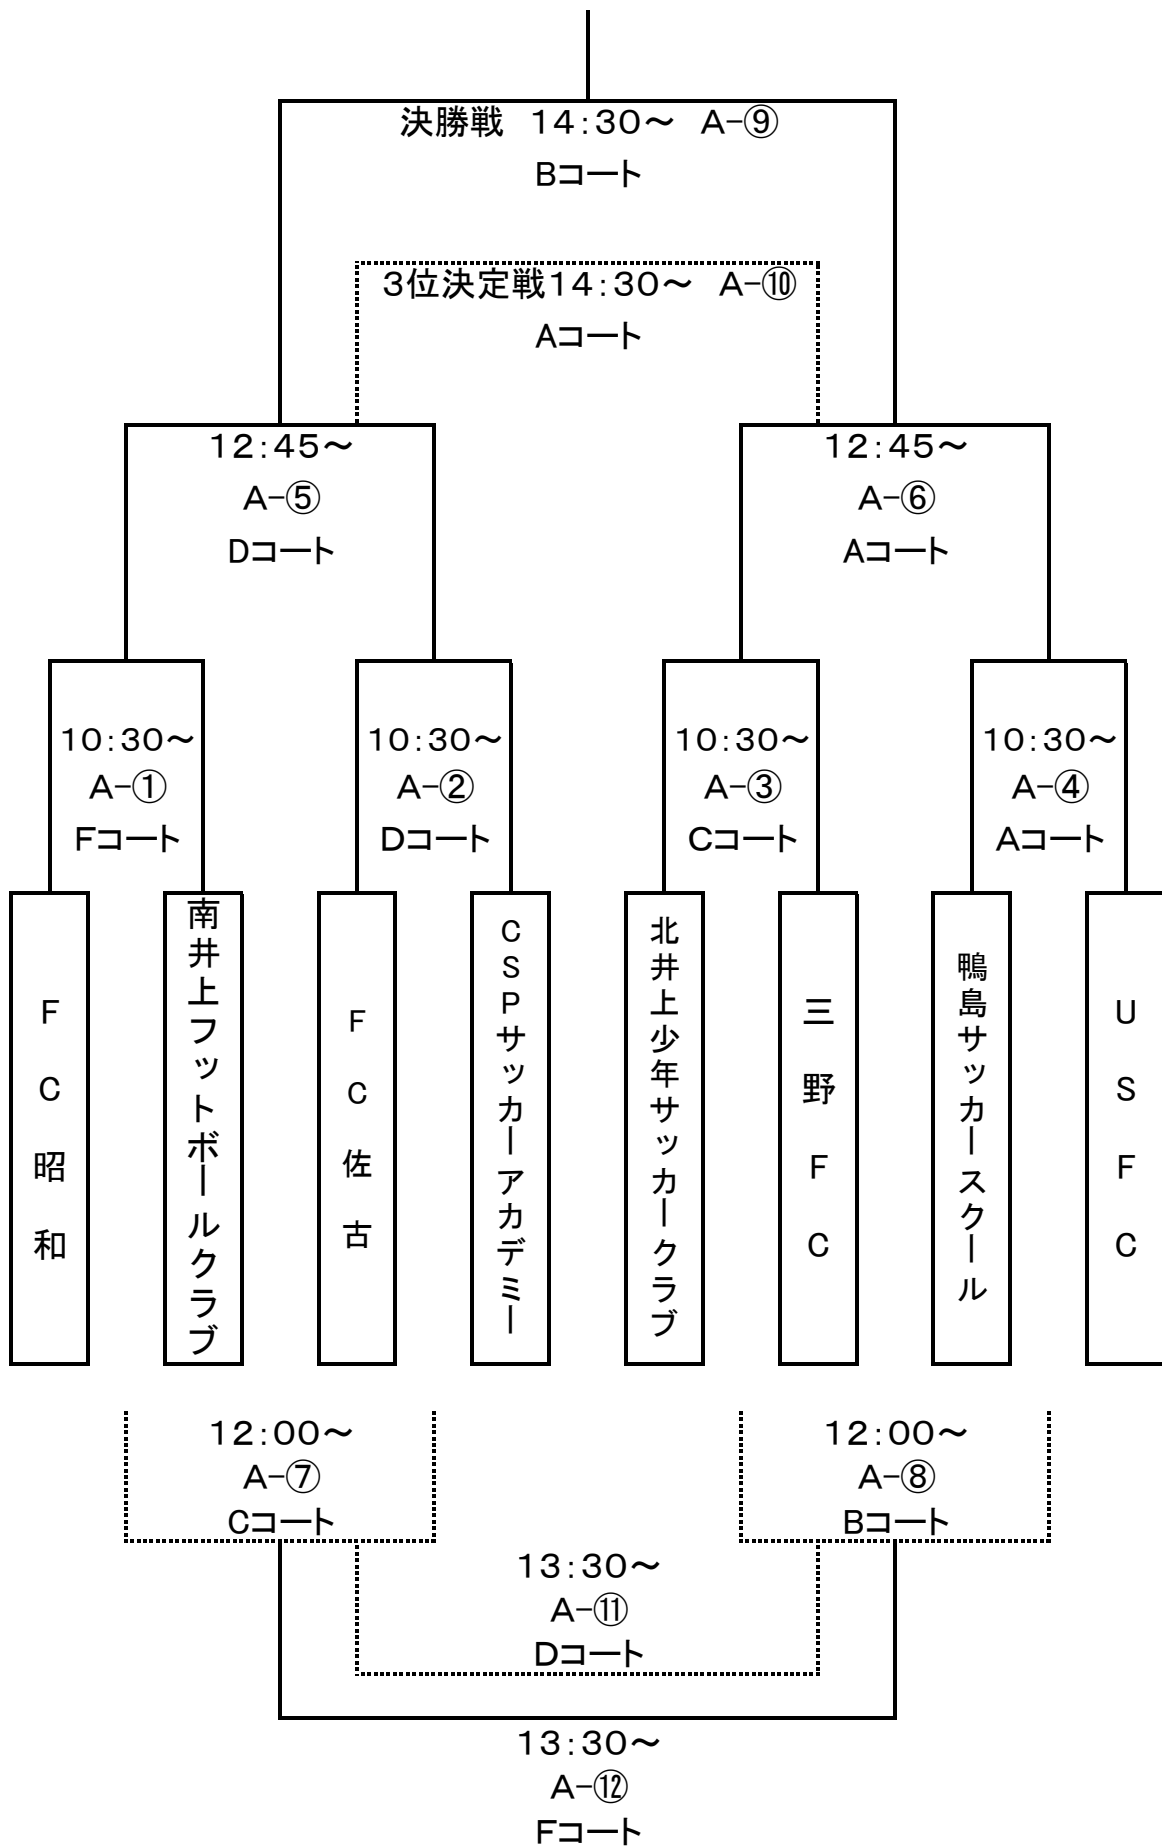 決勝戦　14:30～　A-⑨
Bコート
3位決定戦14:30～　A-⑩
Aコート
12:45～
A-⑤
Dコート
12:45～
A-⑥
Aコート
10:30～
A-①
Fコート
10:30～
A-②
Dコート
10:30～
A-③
Cコート
10:30～
A-④
Aコート
FC昭和
南井上フットボールクラブ
FC佐古
CSPサッカーアカデミー
北井上少年サッカークラブ
三野FC
鴨島サッカースクール
USFC
12:00～
A-⑦
Cコート
12:00～
A-⑧
Bコート
13:30～
A-⑪
Dコート
13:30～
A-⑫
Fコート